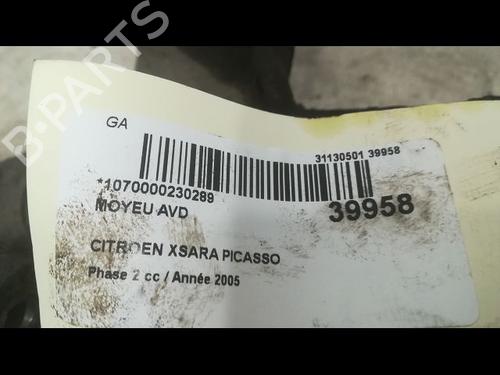 B-PARTS
GA
31130501 39958
*1070000230289
MOYEU AVD
39958
CITROEN XSARA PICASSO
Phase 2 cc / Année 2005